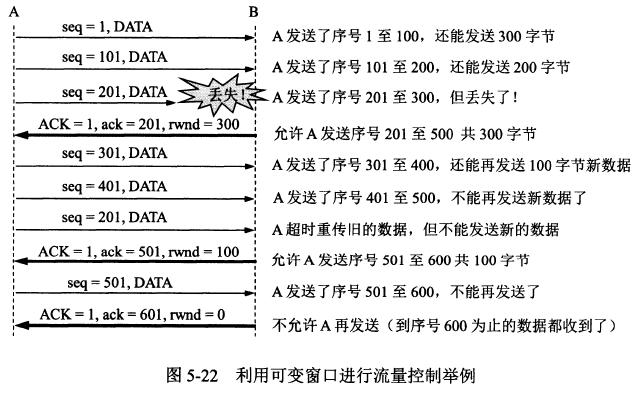 A B
seq = 1, DATA A 发送了序号 1 至 100，还能发送 300 字节
seq = 101, DATA A 发送了序号 101 至 200，还能发送 200 字节
seq = 201, DATA 丢失！ A 发送了序号 201 至 300，但丢失了！
ACK = 1, ack = 201, rwnd = 300 允许 A 发送序号 201 至 500 共 300 字节
seq = 301, DATA A 发送了序号 301 至 400，还能再发送 100 字节新数据
seq = 401, DATA A 发送了序号 401 至 500，不能再发送新数据了
seq = 201, DATA A 超时重传旧的数据，但不能发送新的数据
ACK = 1, ack = 501, rwnd = 100 允许 A 发送序号 501 至 600 共 100 字节
seq = 501, DATA A 发送了序号 501 至 600，不能再发送了
ACK = 1, ack = 601, rwnd = 0 不允许 A 再发送（到序号 600 为止的数据都收到了）
图 5-22 利用可变窗口进行流量控制举例